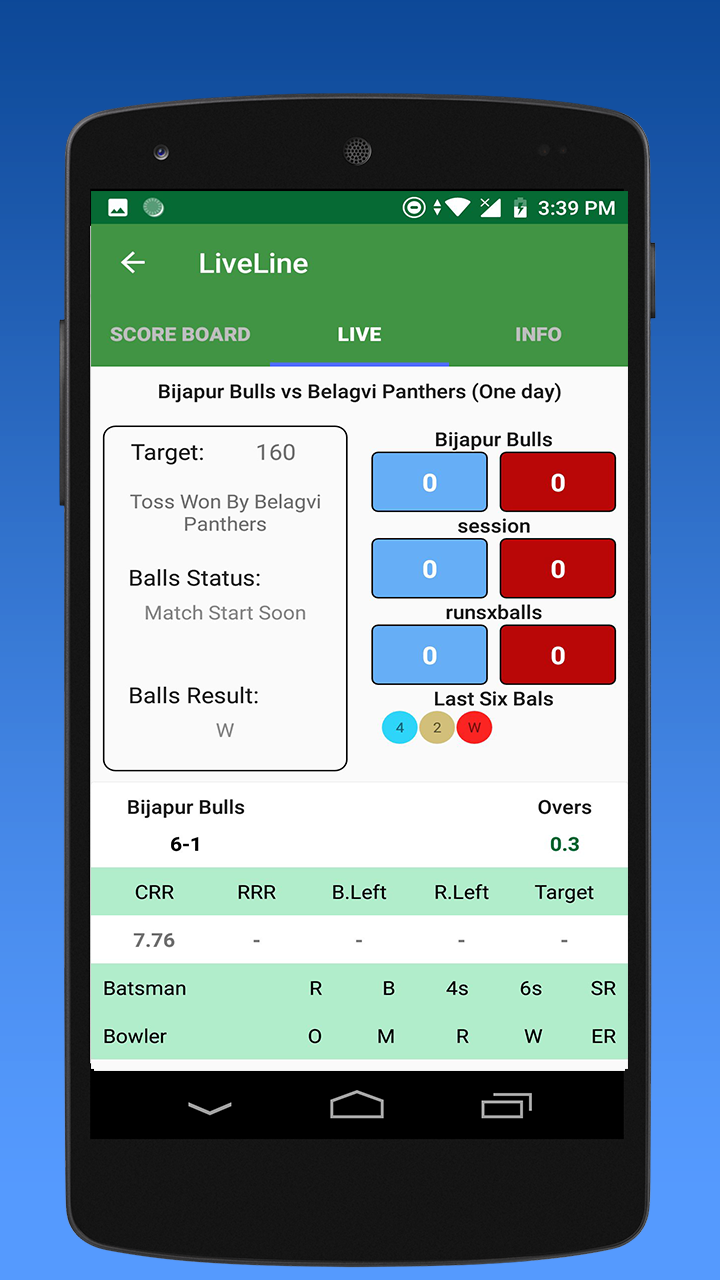 3:39 PM
LiveLine
SCORE BOARD LIVE INFO
Bijapur Bulls vs Belagvi Panthers (One day)
Target: 160
Toss Won By Belagvi
Panthers
Balls Status:
Match Start Soon
Balls Result:
W
Bijapur Bulls
0 0
session
0 0
runsxballs
0 0
Last Six Bals
4 2 W
Bijapur Bulls Overs
6-1 0.3
CRR RRR B.Left R.Left Target
7.76 - - - -
Batsman R B 4s 6s SR
Bowler O M R W ER